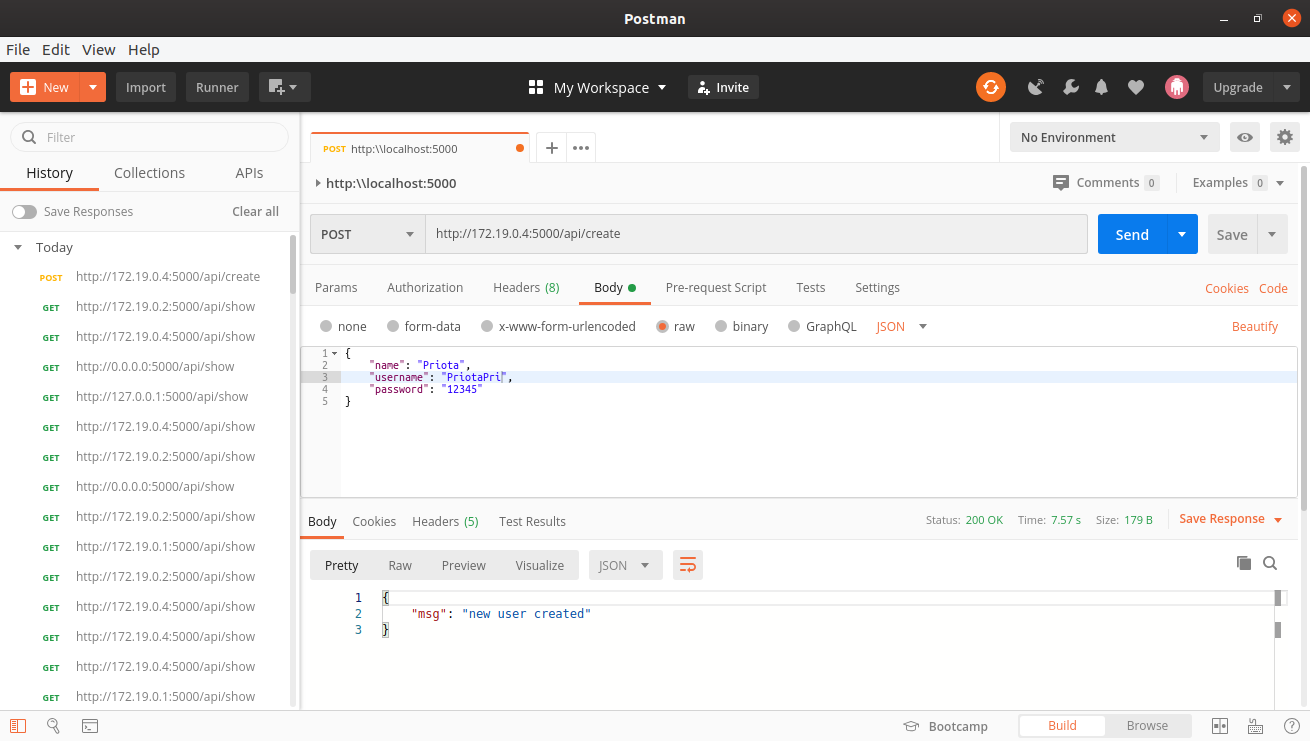 Postman
File Edit View Help
New Import Runner My Workspace Invite Upgrade
Filter
History Collections APIs
Save Responses Clear all
Today
POST http://172.19.0.4:5000/api/create
GET http://172.19.0.2:5000/api/show
GET http://172.19.0.4:5000/api/show
GET http://0.0.0.0:5000/api/show
GET http://127.0.0.1:5000/api/show
GET http://172.19.0.4:5000/api/show
GET http://172.19.0.2:5000/api/show
GET http://0.0.0.0:5000/api/show
GET http://172.19.0.2:5000/api/show
GET http://172.19.0.1:5000/api/show
GET http://172.19.0.2:5000/api/show
GET http://172.19.0.4:5000/api/show
GET http://172.19.0.4:5000/api/show
GET http://172.19.0.4:5000/api/show
GET http://172.19.0.1:5000/api/show
POST http:\\localhost:5000
No Environment
http:\\localhost:5000 Comments 0 Examples 0
POST http://172.19.0.4:5000/api/create Send Save
Params Authorization Headers (8) Body Pre-request Script Tests Settings Cookies Code
none form-data x-www-form-urlencoded raw binary GraphQL JSON Beautify
1 {
2 "name": "Priota",
3 "username": "PriotaPri",
4 "password": "12345"
5 }
Body Cookies Headers (5) Test Results Status: 200 OK Time: 7.57 s Size: 179 B Save Response
Pretty Raw Preview Visualize JSON
1 {
2 "msg": "new user created"
3 }
Bootcamp Build Browse